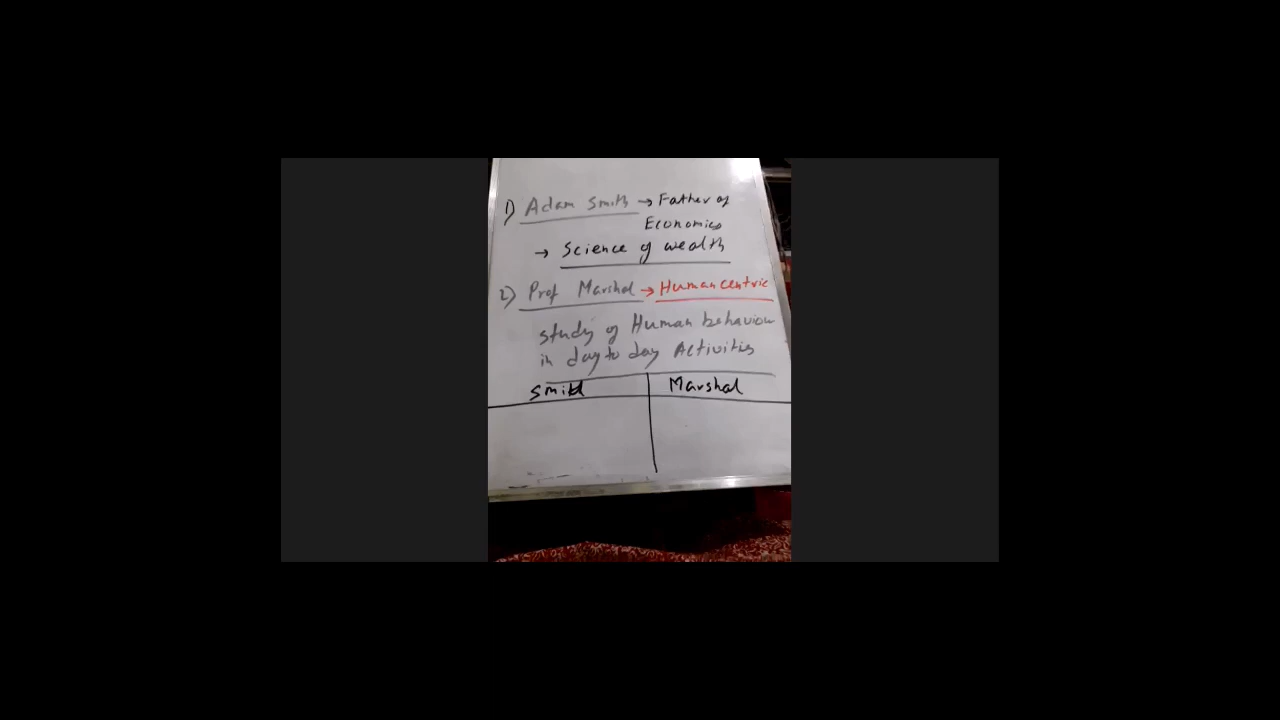 1) Adam Smith → Father of
Economics
→ Science of wealth
2) Prof Marshal → Human centric
study of Human behaviour
in day to day Activities
Smith Marshal